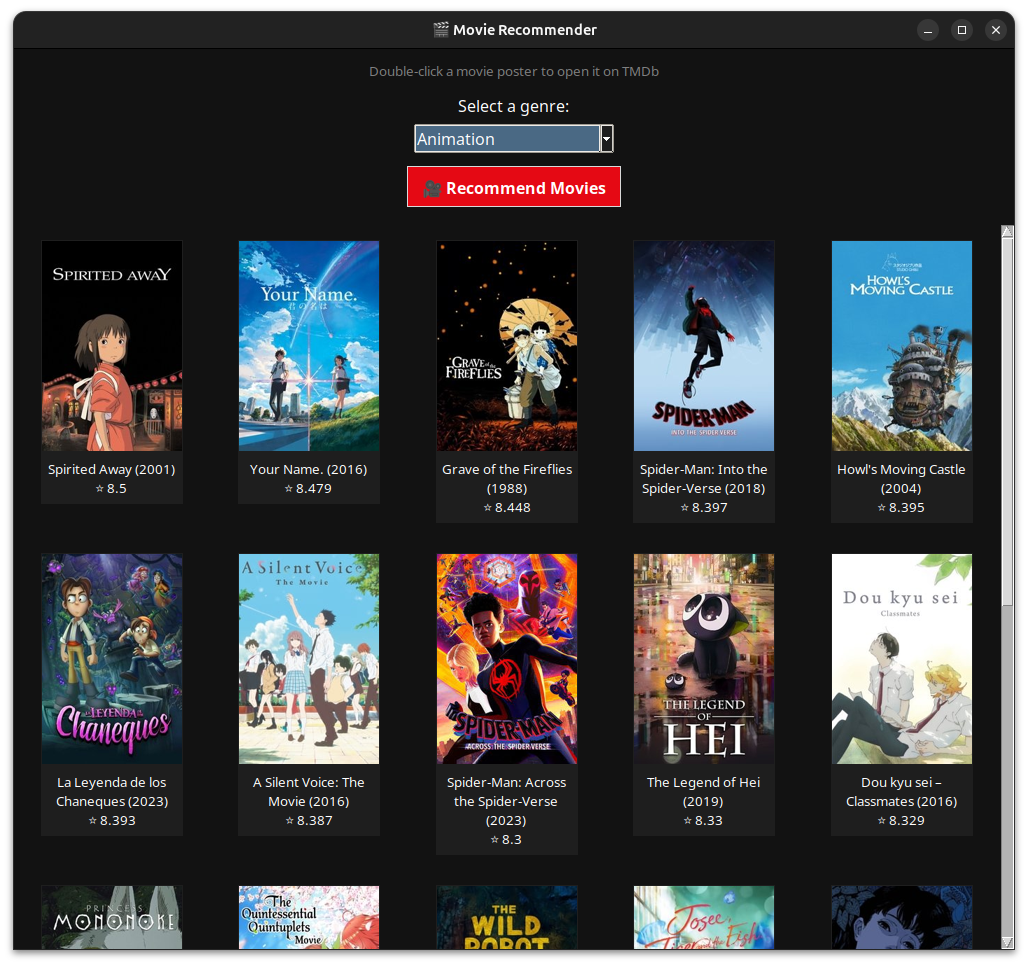 🎬 Movie Recommender
Double-click a movie poster to open it on TMDb
Select a genre:
Animation
🎥 Recommend Movies
SPIRITED AWAY
Your Name.
君の名は
GRAVE of the FIREFLIES
SPIDER-MAN
INTO THE SPIDER-VERSE
HOWL'S
MOVING CASTLE
Spirited Away (2001)
⭐ 8.5
Your Name. (2016)
⭐ 8.479
Grave of the Fireflies
(1988)
⭐ 8.448
Spider-Man: Into the
Spider-Verse (2018)
⭐ 8.397
Howl's Moving Castle
(2004)
⭐ 8.395
LEYENDA
Chaneques
A Silent Voice
The Movie
SPIDER-MAN
ACROSS THE SPIDER-VERSE
THE LEGEND
OF
HEI
Dou kyu sei
Classmates
La Leyenda de los
Chaneques (2023)
⭐ 8.393
A Silent Voice: The
Movie (2016)
⭐ 8.387
Spider-Man: Across
the Spider-Verse
(2023)
⭐ 8.3
The Legend of Hei
(2019)
⭐ 8.33
Dou kyu sei –
Classmates (2016)
⭐ 8.329
PRINCESS
MONONOKE
The
Quintessential
Quintuplets
Movie
THE
WILD
ROBOT
Josee,
Tiger and the Fish